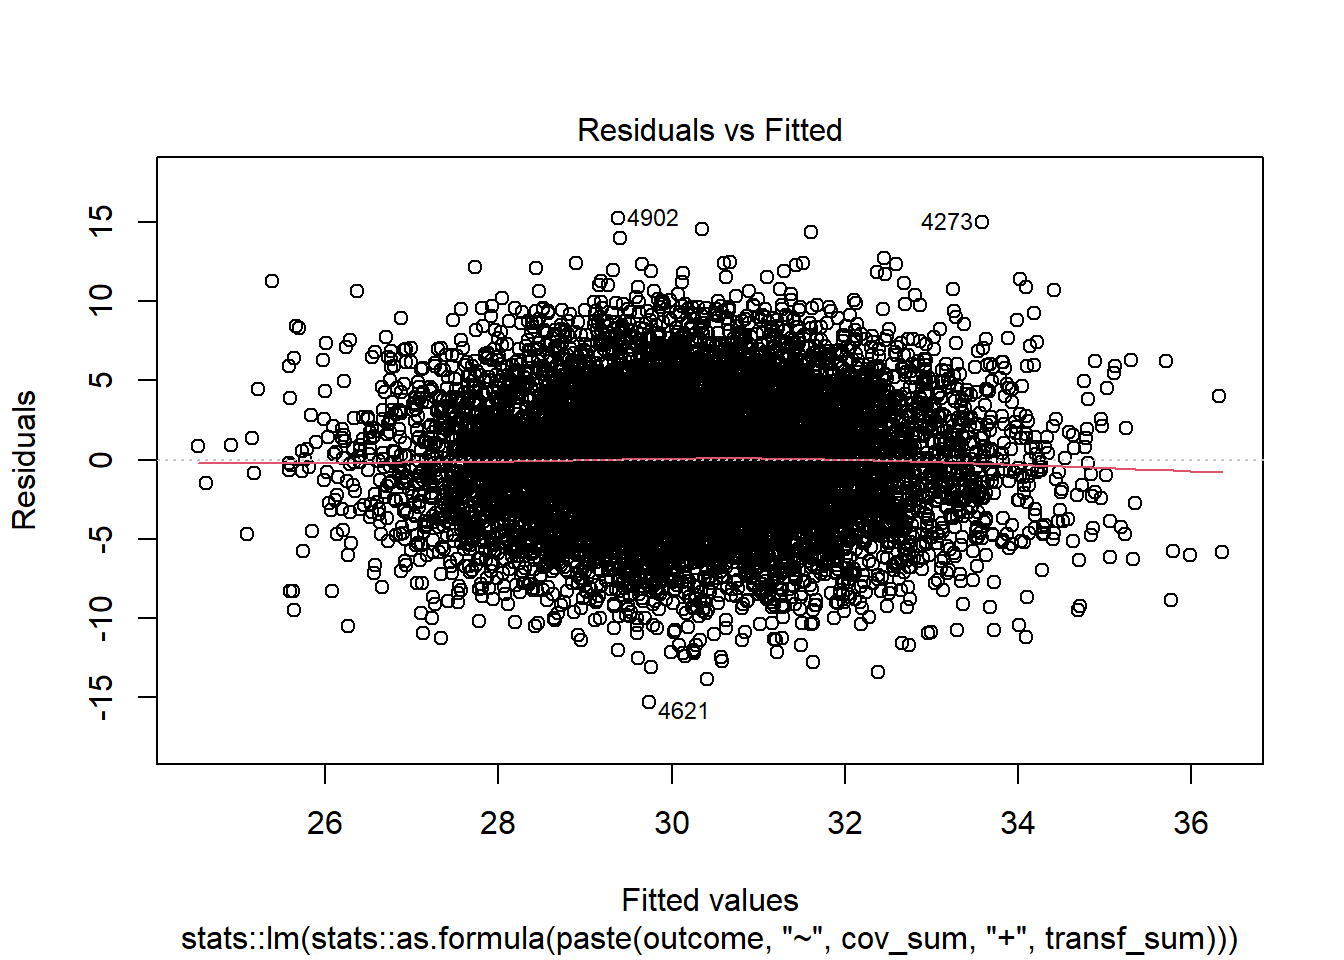 Residuals vs Fitted
15
10
5
0
-5
-10
-15
Residuals
4902
4273
4621
26 28 30 32 34 36
Fitted values
stats::lm(stats::as.formula(paste(outcome, "~", cov_sum, "+", transf_sum)))